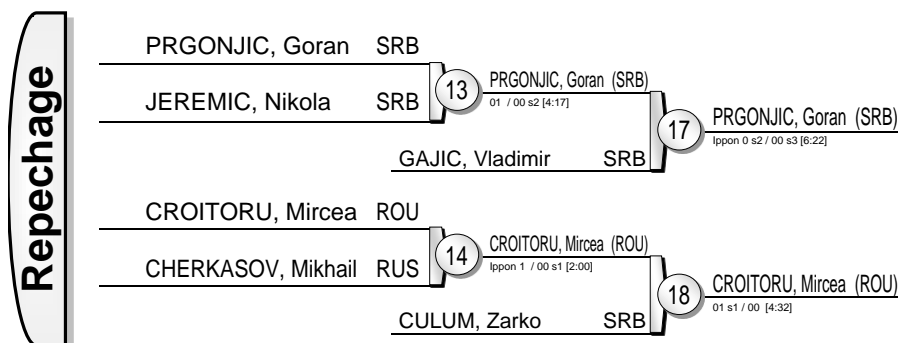 Repechage
PRGONJIC, Goran SRB
JEREMIC, Nikola SRB
13
PRGONJIC, Goran (SRB)
01 / 00 s2 [4:17]
GAJIC, Vladimir SRB
17
PRGONJIC, Goran (SRB)
Ippon 0 s2 / 00 s3 [6:22]
CROITORU, Mircea ROU
CHERKASOV, Mikhail RUS
14
CROITORU, Mircea (ROU)
Ippon 1 / 00 s1 [2:00]
CULUM, Zarko SRB
18
CROITORU, Mircea (ROU)
01 s1 / 00 [4:32]